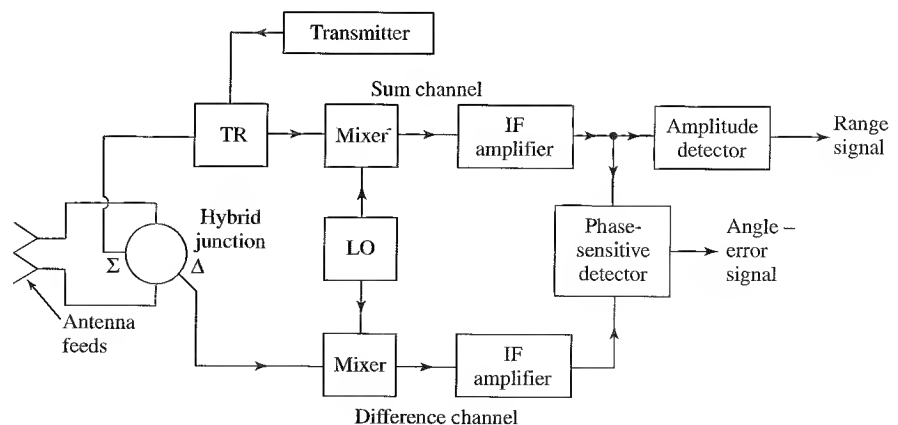 Transmitter
Sum channel
TR
Mixer
IF
amplifier
Amplitude
detector
Range
signal
Hybrid
junction
Σ
Δ
LO
Phase-
sensitive
detector
Angle –
error
signal
Antenna
feeds
Mixer
IF
amplifier
Difference channel